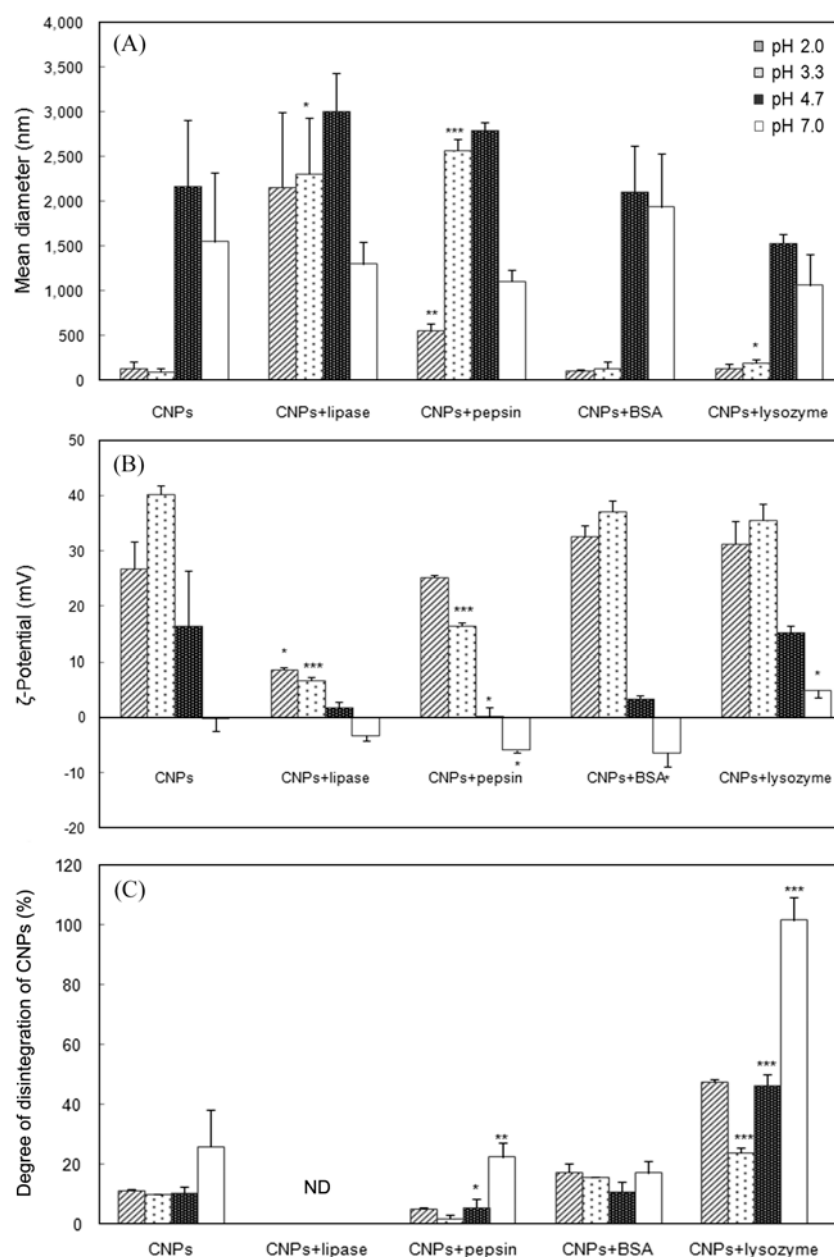 (A)
4,000
3,500
3,000
2,500
2,000
1,500
1,000
500
0
Mean diameter (nm)
pH 2.0
pH 3.3
pH 4.7
pH 7.0
* *** ** *
CNPs CNPs+lipase CNPs+pepsin CNPs+BSA CNPs+lysozyme
(B)
50
40
30
20
10
0
-10
-20
ζ-Potential (mV)
* *** *** * * * *
CNPs CNPs+lipase CNPs+pepsin CNPs+BSA CNPs+lysozyme
(C)
120
100
80
60
40
20
0
Degree of disintegration of CNPs (%)
ND
* ** *** *** ***
CNPs CNPs+lipase CNPs+pepsin CNPs+BSA CNPs+lysozyme